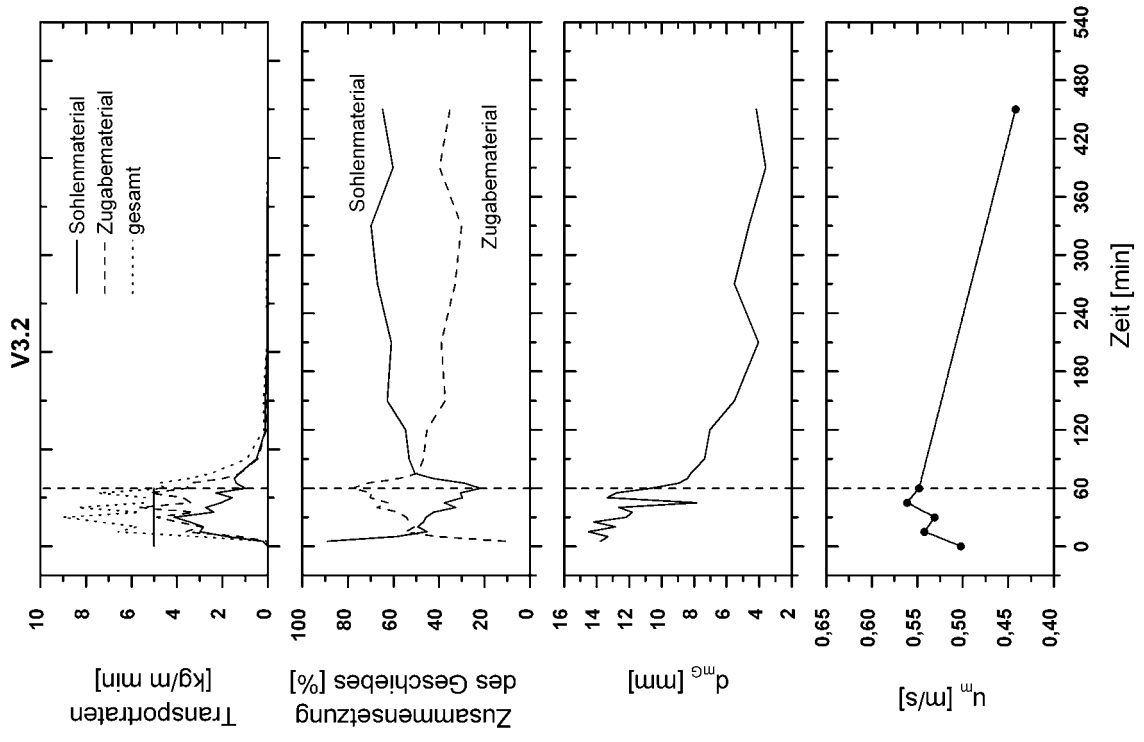 V3.2
Transportraten
[kg/m min]
10
8
6
4
2
0
Sohlenmaterial
Zugabematerial
gesamt
Zusammensetzung
des Geschiebes [%]
100
80
60
40
20
0
Sohlenmaterial
Zugabematerial
d_mG [mm]
16
14
12
10
8
6
4
2
u_m [m/s]
0,65
0,60
0,55
0,50
0,45
0,40
0 60 120 180 240 300 360 420 480 540
Zeit [min]